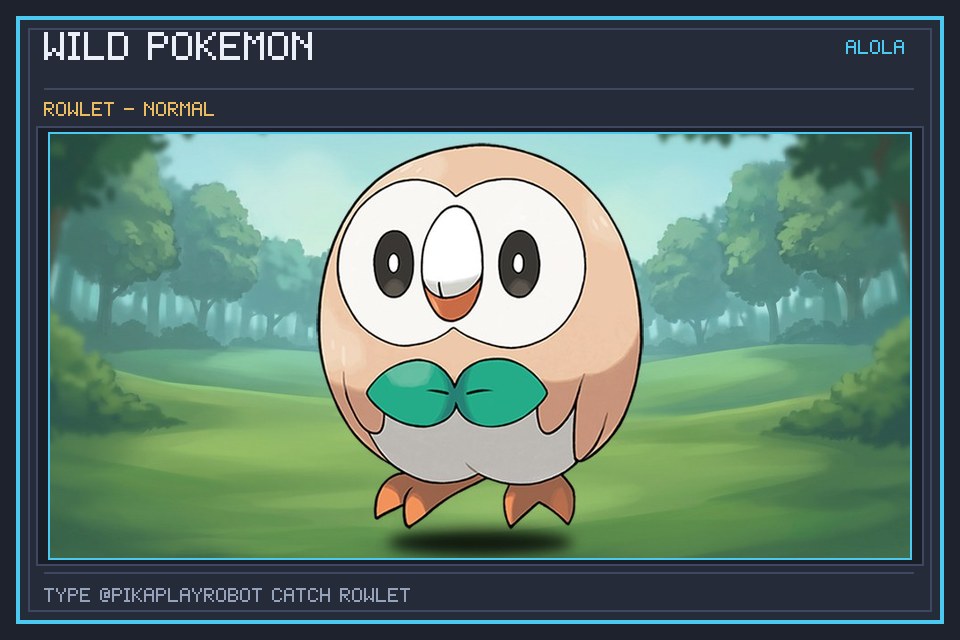 WILD POKEMON
ALOLA
ROWLET - NORMAL
TYPE @PIKAPLAYROBOT CATCH ROWLET